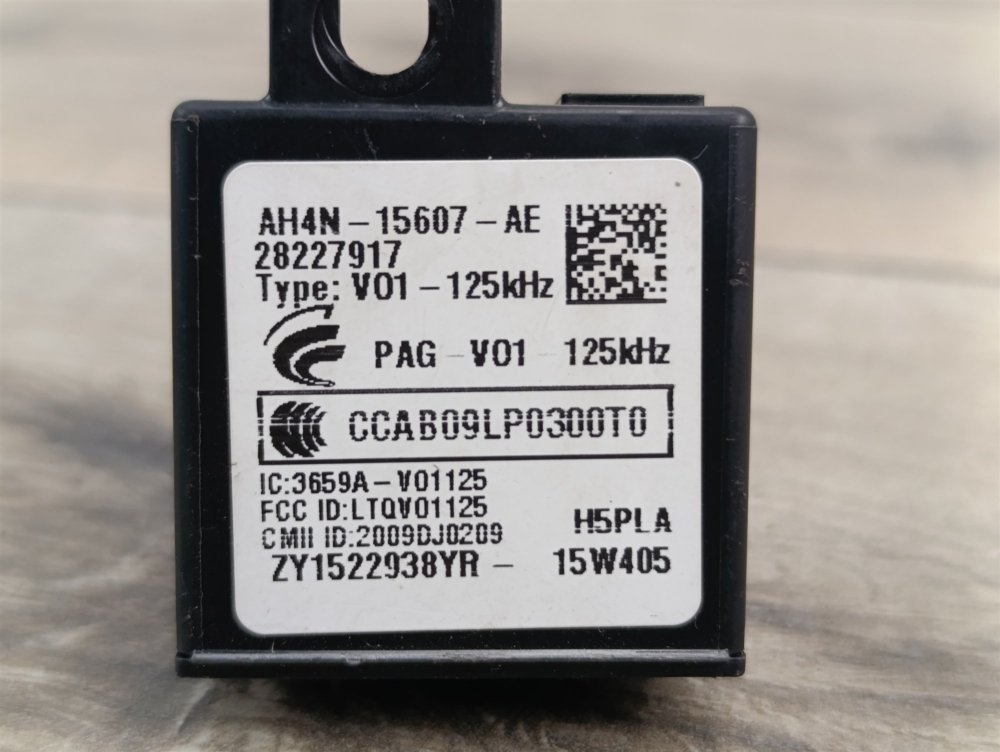 AH4N-15607-AE
28227917
Type: V01-125kHz
PAG V01 125kHz
CCAB09LP0300T0
IC:3659A-V01125
FCC ID:LTQV01125
CMII ID:2009DJ0209
H5PLA
ZY1522938YR - 15W405